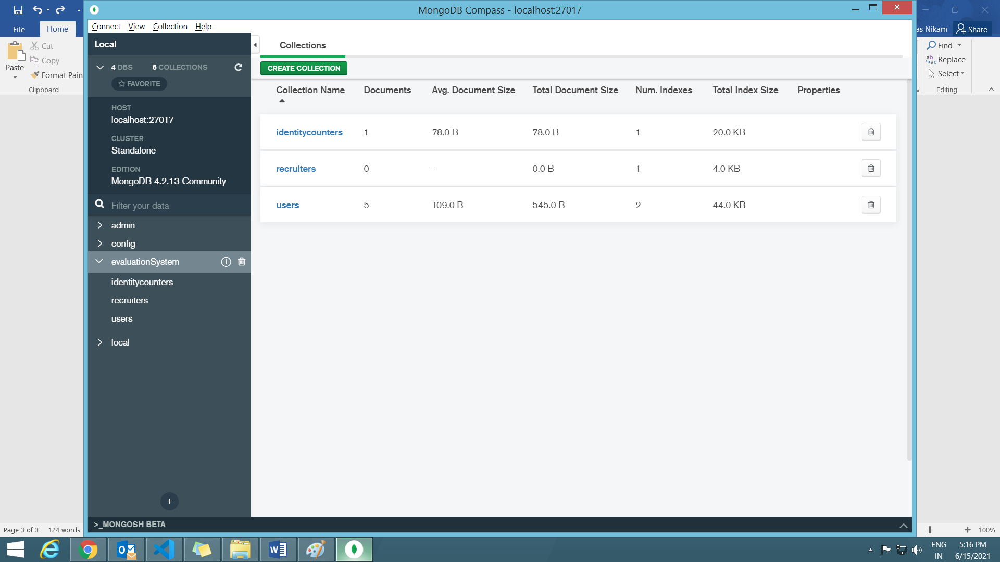 MongoDB Compass - localhost:27017
File
Home
as Nikam
Share
Connect View Collection Help
Cut
Copy
Paste
Format Pain
Clipboard
Find
Replace
Select
Editing
Local
4 DBS 6 COLLECTIONS
FAVORITE
HOST
localhost:27017
CLUSTER
Standalone
EDITION
MongoDB 4.2.13 Community
Filter your data
admin
config
evaluationSystem
identitycounters
recruiters
users
local
Collections
CREATE COLLECTION
Collection Name Documents Avg. Document Size Total Document Size Num. Indexes Total Index Size Properties
identitycounters 1 78.0 B 78.0 B 1 20.0 KB
recruiters 0 - 0.0 B 1 4.0 KB
users 5 109.0 B 545.0 B 2 44.0 KB
>_MONGOSH BETA
Page 3 of 3 124 words
100%
ENG 5:16 PM
IN 6/15/2021